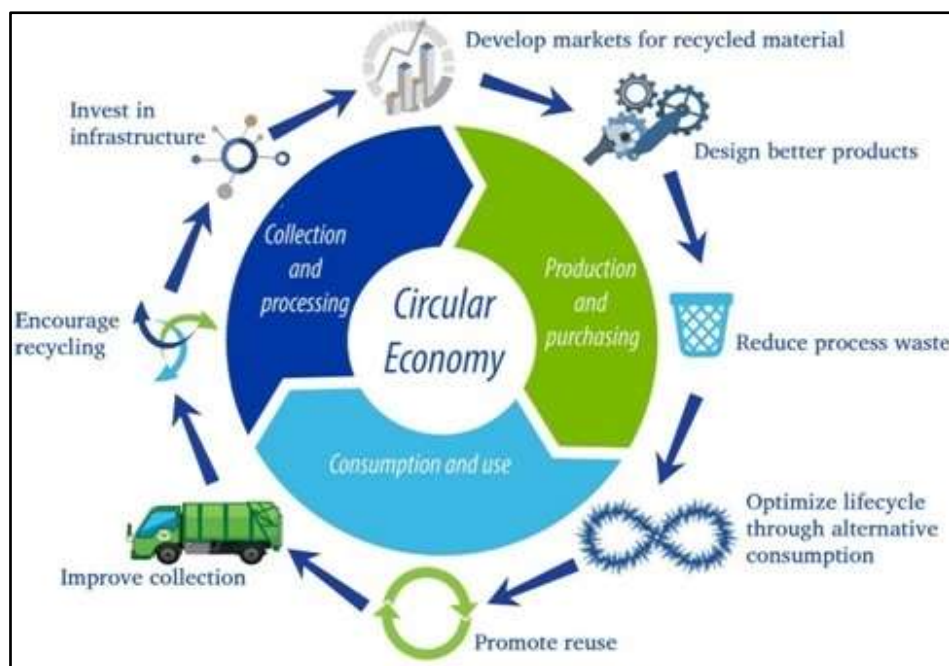 Develop markets for recycled material
Invest in
infrastructure
Design better products
Collection
and
processing
Production
and
purchasing
Circular
Economy
Encourage
recycling
Reduce process waste
Consumption and use
Optimize lifecycle
through alternative
consumption
Improve collection
Promote reuse